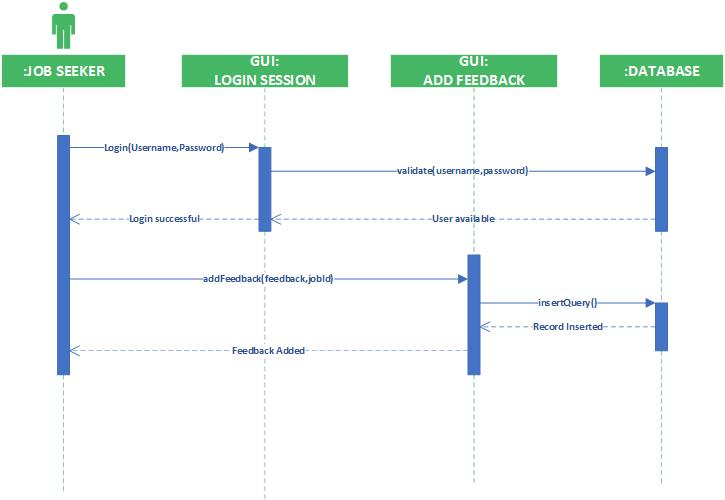 :JOB SEEKER
GUI:
LOGIN SESSION
GUI:
ADD FEEDBACK
:DATABASE
Login(Username,Password)
validate(username,password)
Login successful
User available
addFeedback(feedback,jobId)
insertQuery()
Record Inserted
Feedback Added